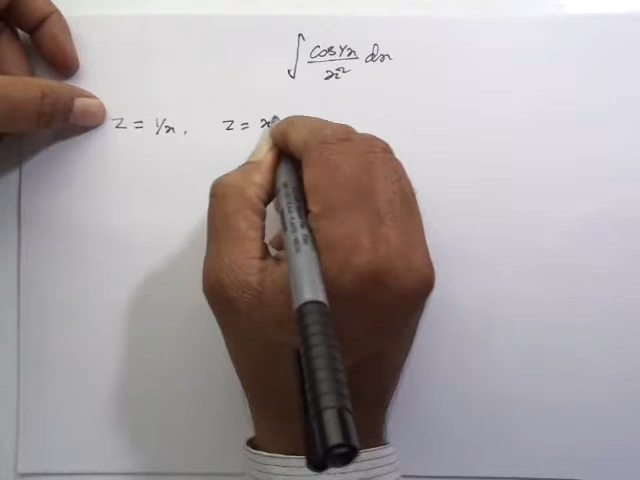 ∫ cos 1/x / x² dx
z = 1/x, z = x